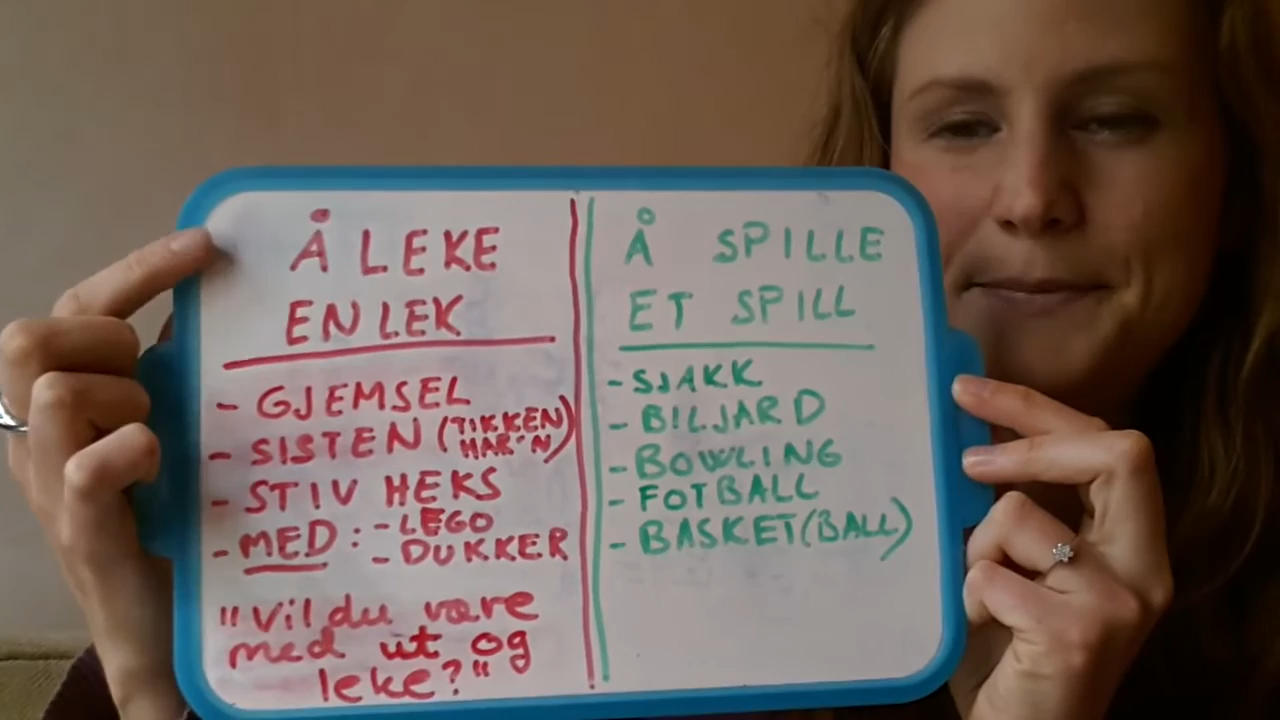 Å LEKE
EN LEK
- GJEMSEL
- SISTEN (TIKKEN HAR'N)
- STIV HEKS
- MED: - LEGO
- DUKKER
"Vil du være
med ut og
leke?"
Å SPILLE
ET SPILL
- SJAKK
- BILJARD
- BOWLING
- FOTBALL
- BASKET(BALL)